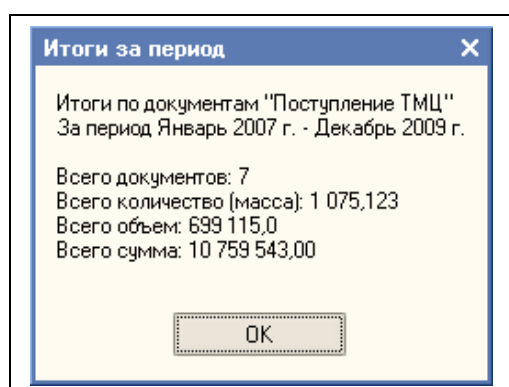 Итоги за период
Итоги по документам "Поступление ТМЦ"
За период Январь 2007 г. - Декабрь 2009 г.
Всего документов: 7
Всего количество (масса): 1 075,123
Всего объем: 699 115,0
Всего сумма: 10 759 543,00
OK